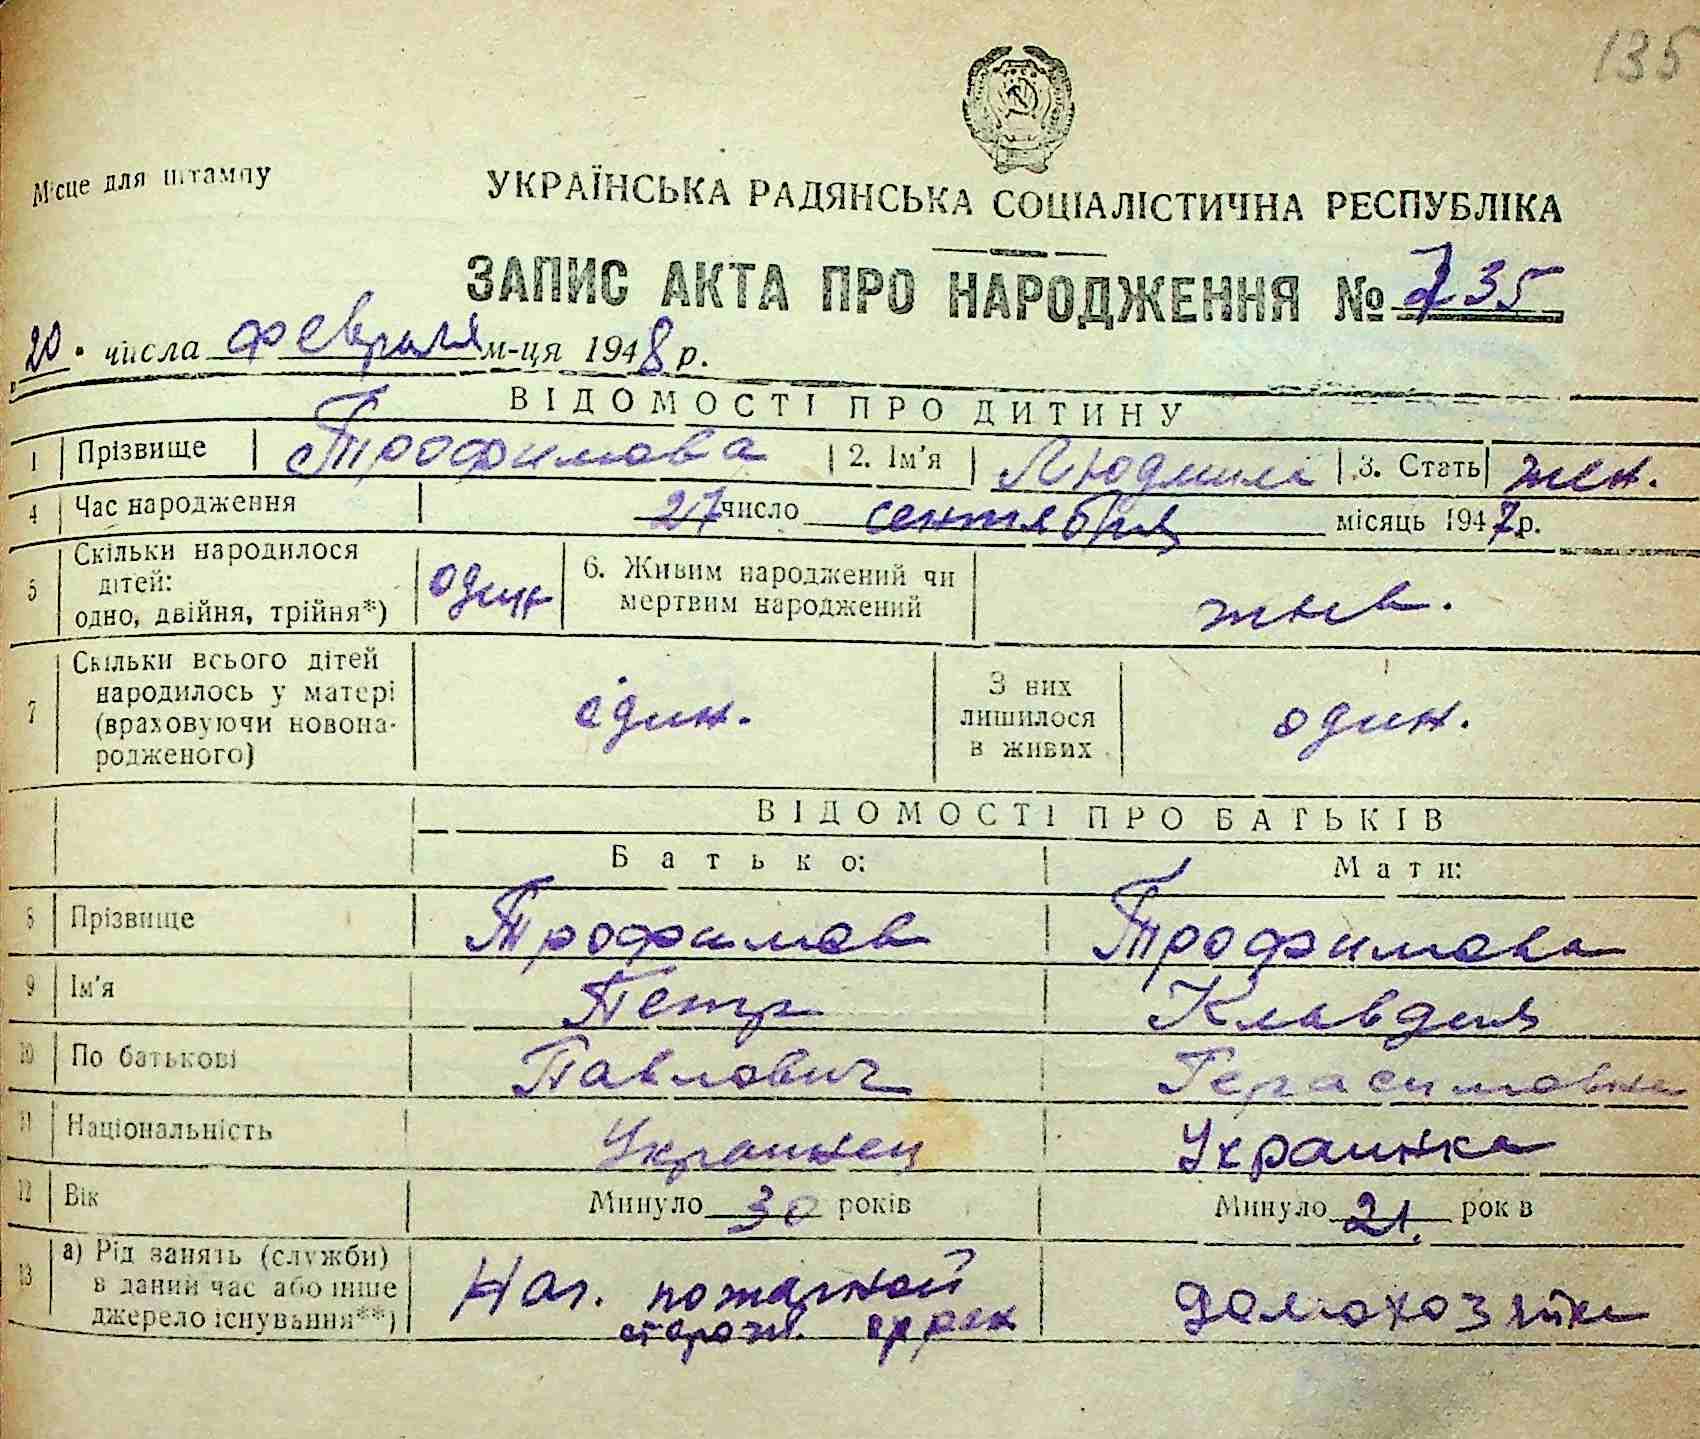 135
Місце для штампу
УКРАЇНСЬКА РАДЯНСЬКА СОЦІАЛІСТИЧНА РЕСПУБЛІКА
ЗАПИС АКТА ПРО НАРОДЖЕННЯ № 135
20 числа февраля м-ця 1948 р.
ВІДОМОСТІ ПРО ДИТИНУ
1 Прізвище Трофимова 2. Ім'я Людмила 3. Стать жен.
4 Час народження 27 число сентября місяць 1947 р.
5 Скільки народилося дітей: одно, двійня, трійня*) один 6. Живим народжений чи мертвим народжений жив.
7 Скільки всього дітей народилось у матері (враховуючи новонародженого) один. З них лишилося в живих один.
ВІДОМОСТІ ПРО БАТЬКІВ
Батько: Мати:
8 Прізвище Трофимов Трофимова
9 Ім'я Петр Клавдия
10 По батькові Павлович Герасимовна
11 Національність Украинец Украинка
12 Вік Минуло 30 років Минуло 21. років
13 а) Рід занять (служби) в даний час або інше джерело існування**) Нач. пожарной сторож. домохозяйка